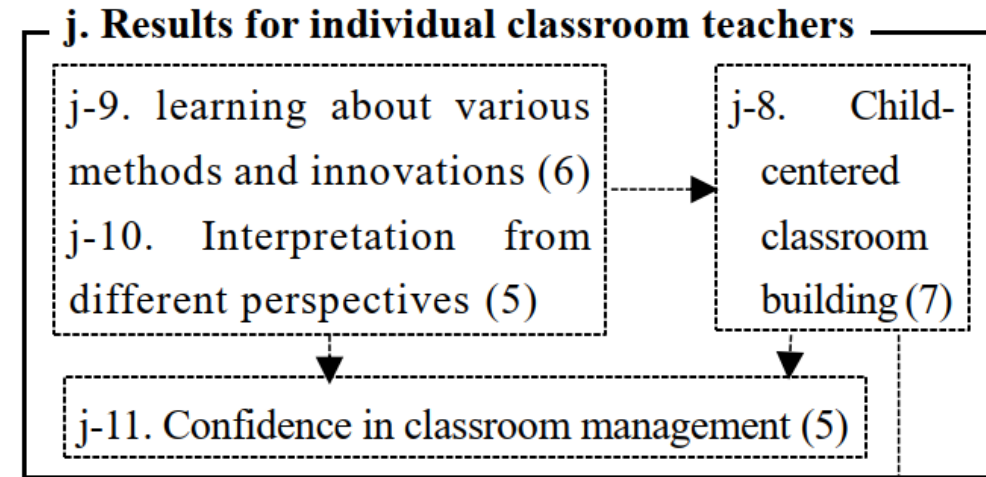 j. Results for individual classroom teachers
j-9. learning about various
methods and innovations (6)
j-10. Interpretation from
different perspectives (5)
j-8. Child-
centered
classroom
building (7)
j-11. Confidence in classroom management (5)